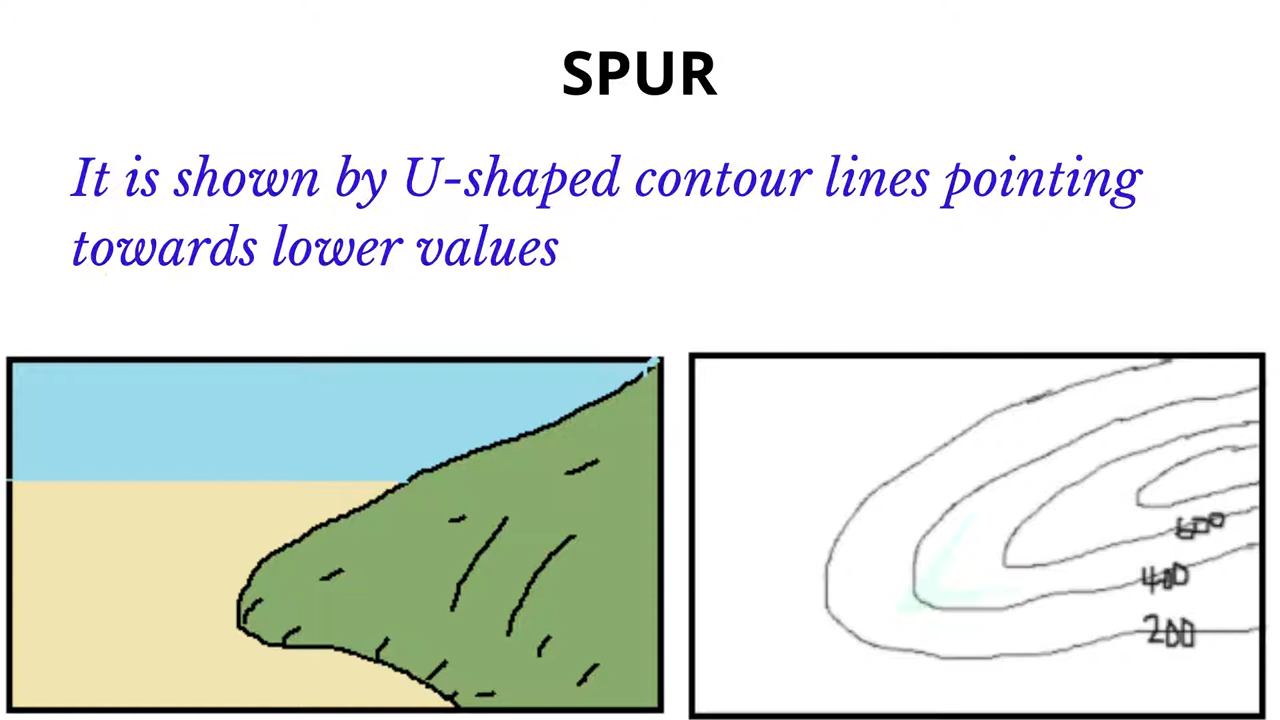 SPUR
It is shown by U-shaped contour lines pointing
towards lower values
600
400
200